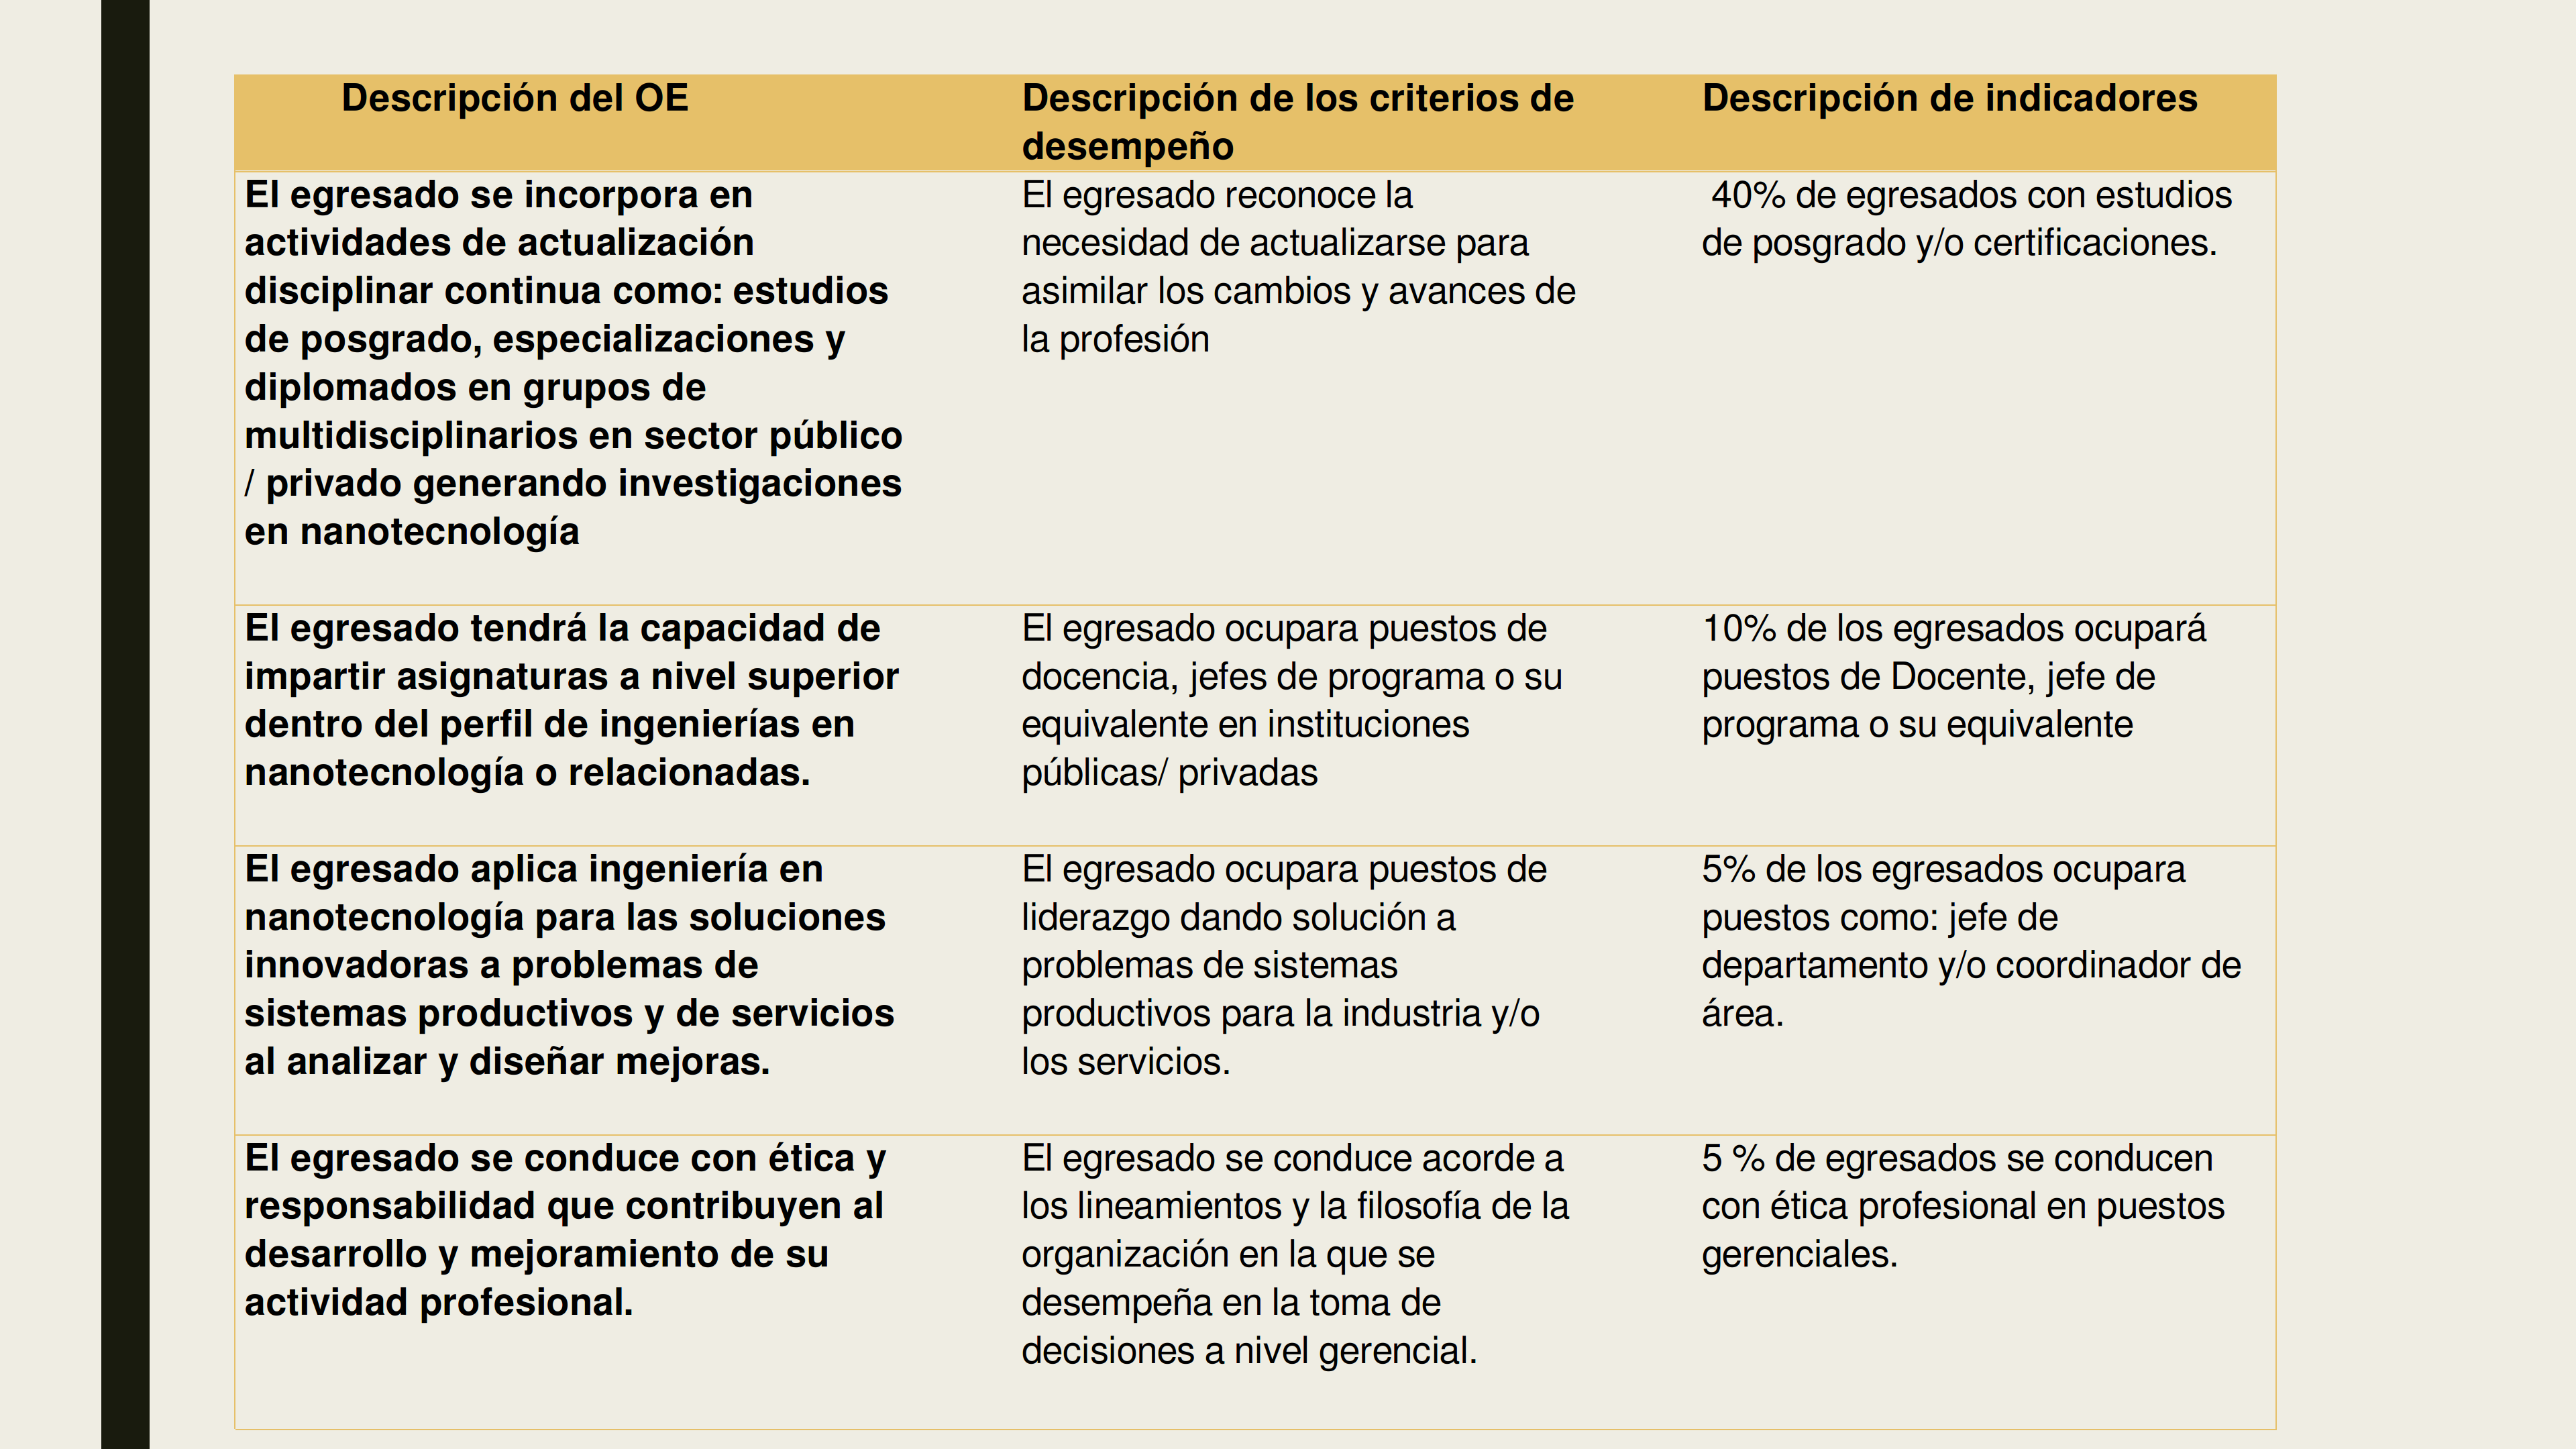 Descripción del OE
Descripción de los criterios de
desempeño
Descripción de indicadores
El egresado se incorpora en
actividades de actualización
disciplinar continua como: estudios
de posgrado, especializaciones y
diplomados en grupos de
multidisciplinarios en sector público
/ privado generando investigaciones
en nanotecnología
El egresado reconoce la
necesidad de actualizarse para
asimilar los cambios y avances de
la profesión
40% de egresados con estudios
de posgrado y/o certificaciones.
El egresado tendrá la capacidad de
impartir asignaturas a nivel superior
dentro del perfil de ingenierías en
nanotecnología o relacionadas.
El egresado ocupara puestos de
docencia, jefes de programa o su
equivalente en instituciones
públicas/ privadas
10% de los egresados ocupará
puestos de Docente, jefe de
programa o su equivalente
El egresado aplica ingeniería en
nanotecnología para las soluciones
innovadoras a problemas de
sistemas productivos y de servicios
al analizar y diseñar mejoras.
El egresado ocupara puestos de
liderazgo dando solución a
problemas de sistemas
productivos para la industria y/o
los servicios.
5% de los egresados ocupara
puestos como: jefe de
departamento y/o coordinador de
área.
El egresado se conduce con ética y
responsabilidad que contribuyen al
desarrollo y mejoramiento de su
actividad profesional.
El egresado se conduce acorde a
los lineamientos y la filosofía de la
organización en la que se
desempeña en la toma de
decisiones a nivel gerencial.
5 % de egresados se conducen
con ética profesional en puestos
gerenciales.